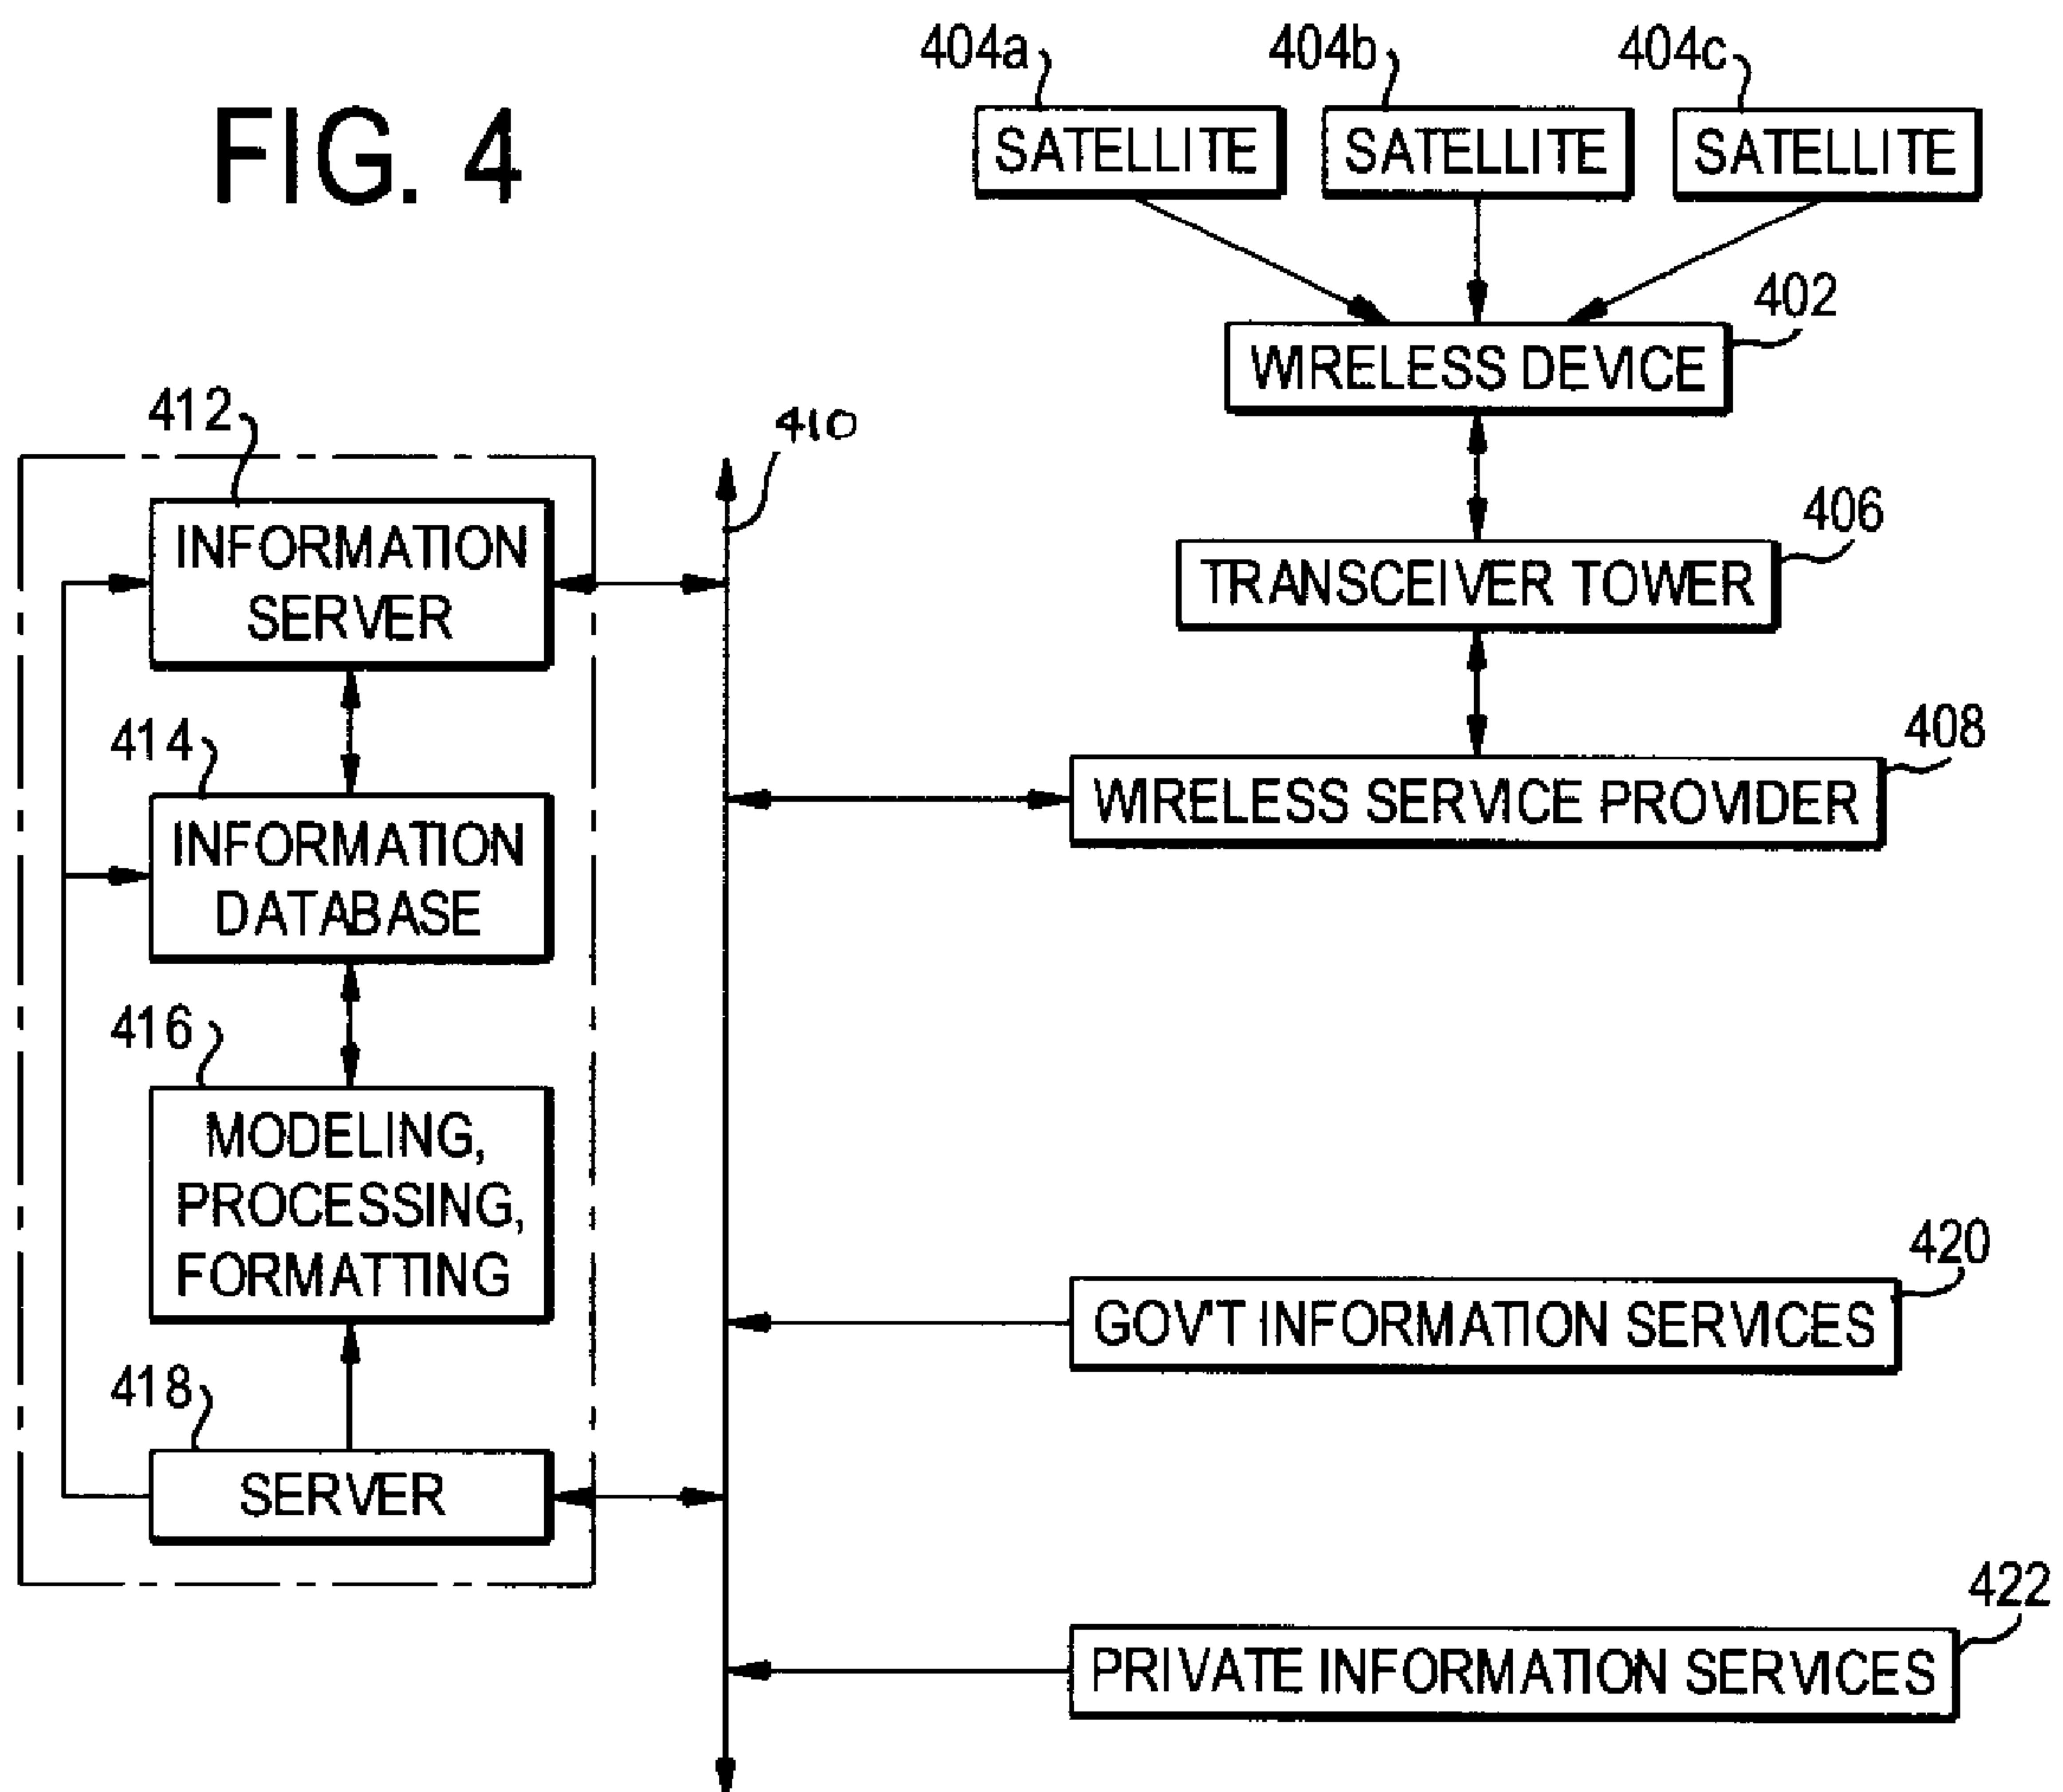 FIG. 4
404a
404b
404c
SATELLITE
SATELLITE
SATELLITE
402
WIRELESS DEVICE
412
410
406
INFORMATION
SERVER
TRANSCEIVER TOWER
414
408
INFORMATION
DATABASE
WIRELESS SERVICE PROVIDER
416
MODELING,
PROCESSING,
FORMATTING
420
GOV'T INFORMATION SERVICES
418
SERVER
422
PRIVATE INFORMATION SERVICES